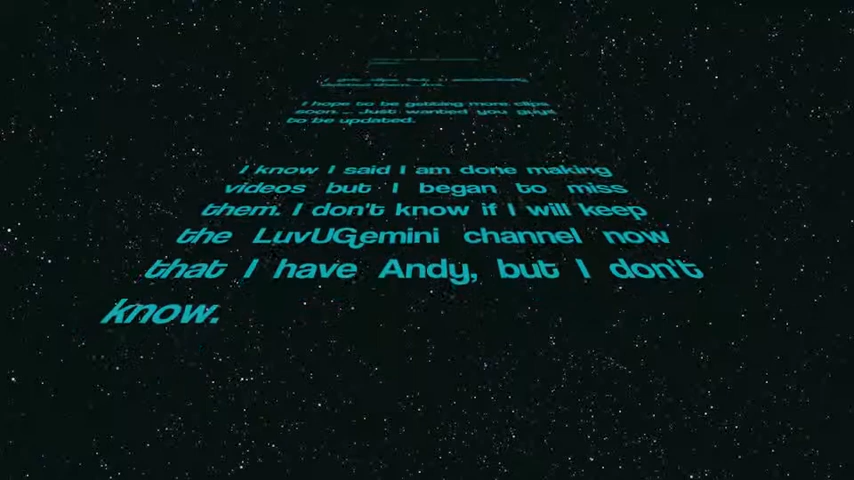 I hope to be getting more clips
soon... Just wanted you guys
to be updated.
I know I said I am done making
videos but I began to miss
them. I don't know if I will keep
the LuvUGemini channel now
that I have Andy, but I don't
know.